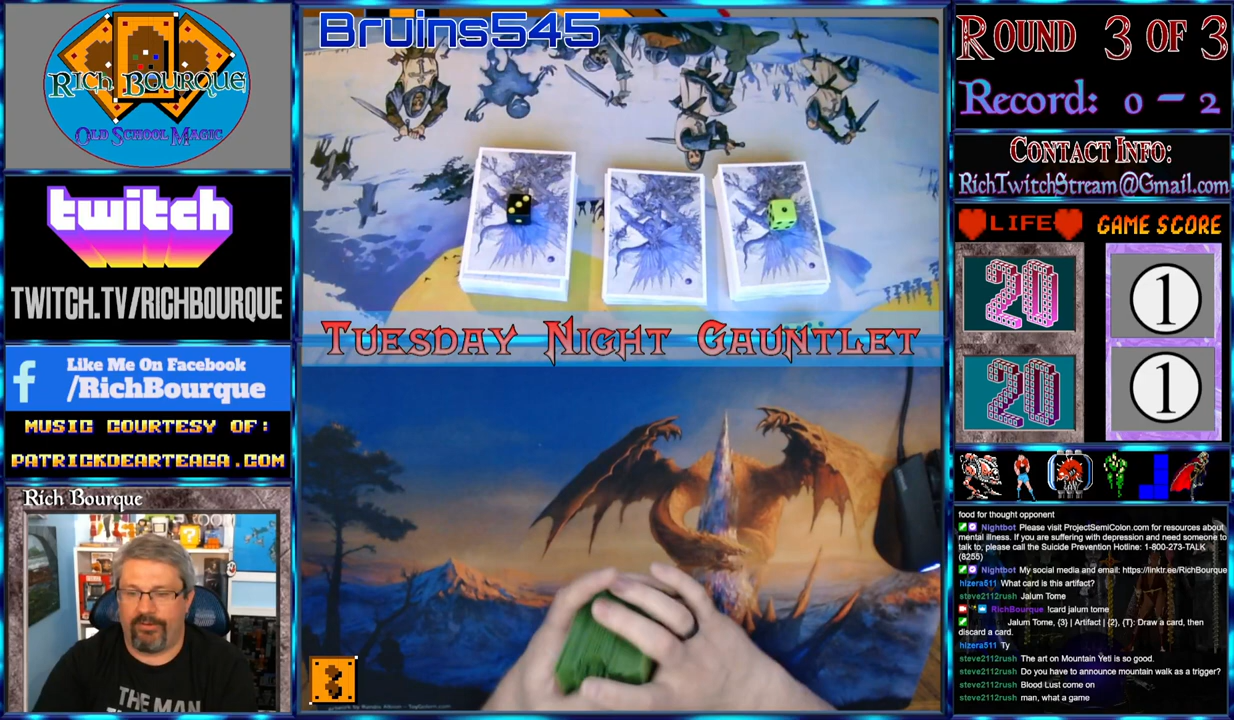 Rich Bourque
Old School Magic
twitch
TWITCH.TV/RICHBOURQUE
Like Me On Facebook
/RichBourque
MUSIC COURTESY OF:
PATRICKDEARTEAGA.COM
Rich Bourque
THE MAN
Bruins545
Tuesday Night Gauntlet
Round 3 of 3
Record: 0 - 2
Contact Info:
RichTwitchStream@Gmail.com
LIFE
GAME SCORE
20
1
20
1
food for thought opponent
Nightbot Please visit ProjectSemiColon.com for resources about
mental illness. If you are suffering with depression and need someone to
talk to, please call the Suicide Prevention Hotline: 1-800-273-TALK
(8255)
Nightbot My social media and email: https://linktr.ee/RichBourque
hizera511 What card is this artifact?
steve2112rush Jalum Tome
RichBourque !card jalum tome
Jalum Tome, {3} | Artifact | {2}, {T}: Draw a card, then
discard a card.
hizera511 Ty
steve2112rush The art on Mountain Yeti is so good.
steve2112rush Do you have to announce mountain walk as a trigger?
steve2112rush Blood Lust come on
steve2112rush man, what a game